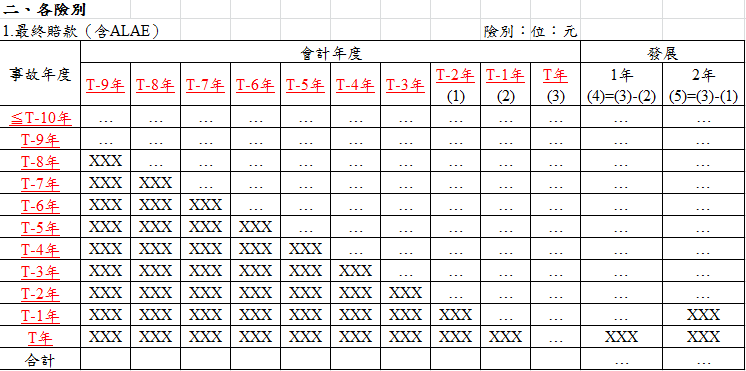 二、各險別
1.最終賠款（含ALAE） 險別：位：元
事故年度 會計年度 發展
T-9年 T-8年 T-7年 T-6年 T-5年 T-4年 T-3年 T-2年 T-1年 T年 1年 2年
(1) (2) (3) (4)=(3)-(2) (5)=(3)-(1)
≦T-10年 … … … … … … … … … … … …
T-9年 … … … … … … … … … … … …
T-8年 XXX … … … … … … … … … … …
T-7年 XXX XXX … … … … … … … … … …
T-6年 XXX XXX XXX … … … … … … … … …
T-5年 XXX XXX XXX XXX … … … … … … … …
T-4年 XXX XXX XXX XXX XXX … … … … … … …
T-3年 XXX XXX XXX XXX XXX XXX … … … … … …
T-2年 XXX XXX XXX XXX XXX XXX XXX … … … … …
T-1年 XXX XXX XXX XXX XXX XXX XXX XXX … … … XXX
T年 XXX XXX XXX XXX XXX XXX XXX XXX XXX … XXX XXX
合計 … …